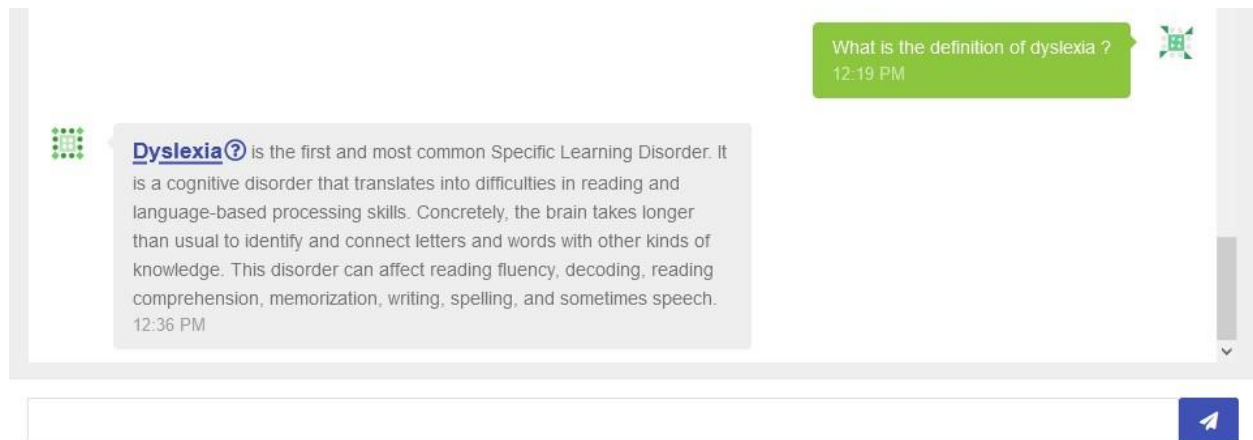 What is the definition of dyslexia ?
12:19 PM
Dyslexia? is the first and most common Specific Learning Disorder. It
is a cognitive disorder that translates into difficulties in reading and
language-based processing skills. Concretely, the brain takes longer
than usual to identify and connect letters and words with other kinds of
knowledge. This disorder can affect reading fluency, decoding, reading
comprehension, memorization, writing, spelling, and sometimes speech.
12:36 PM